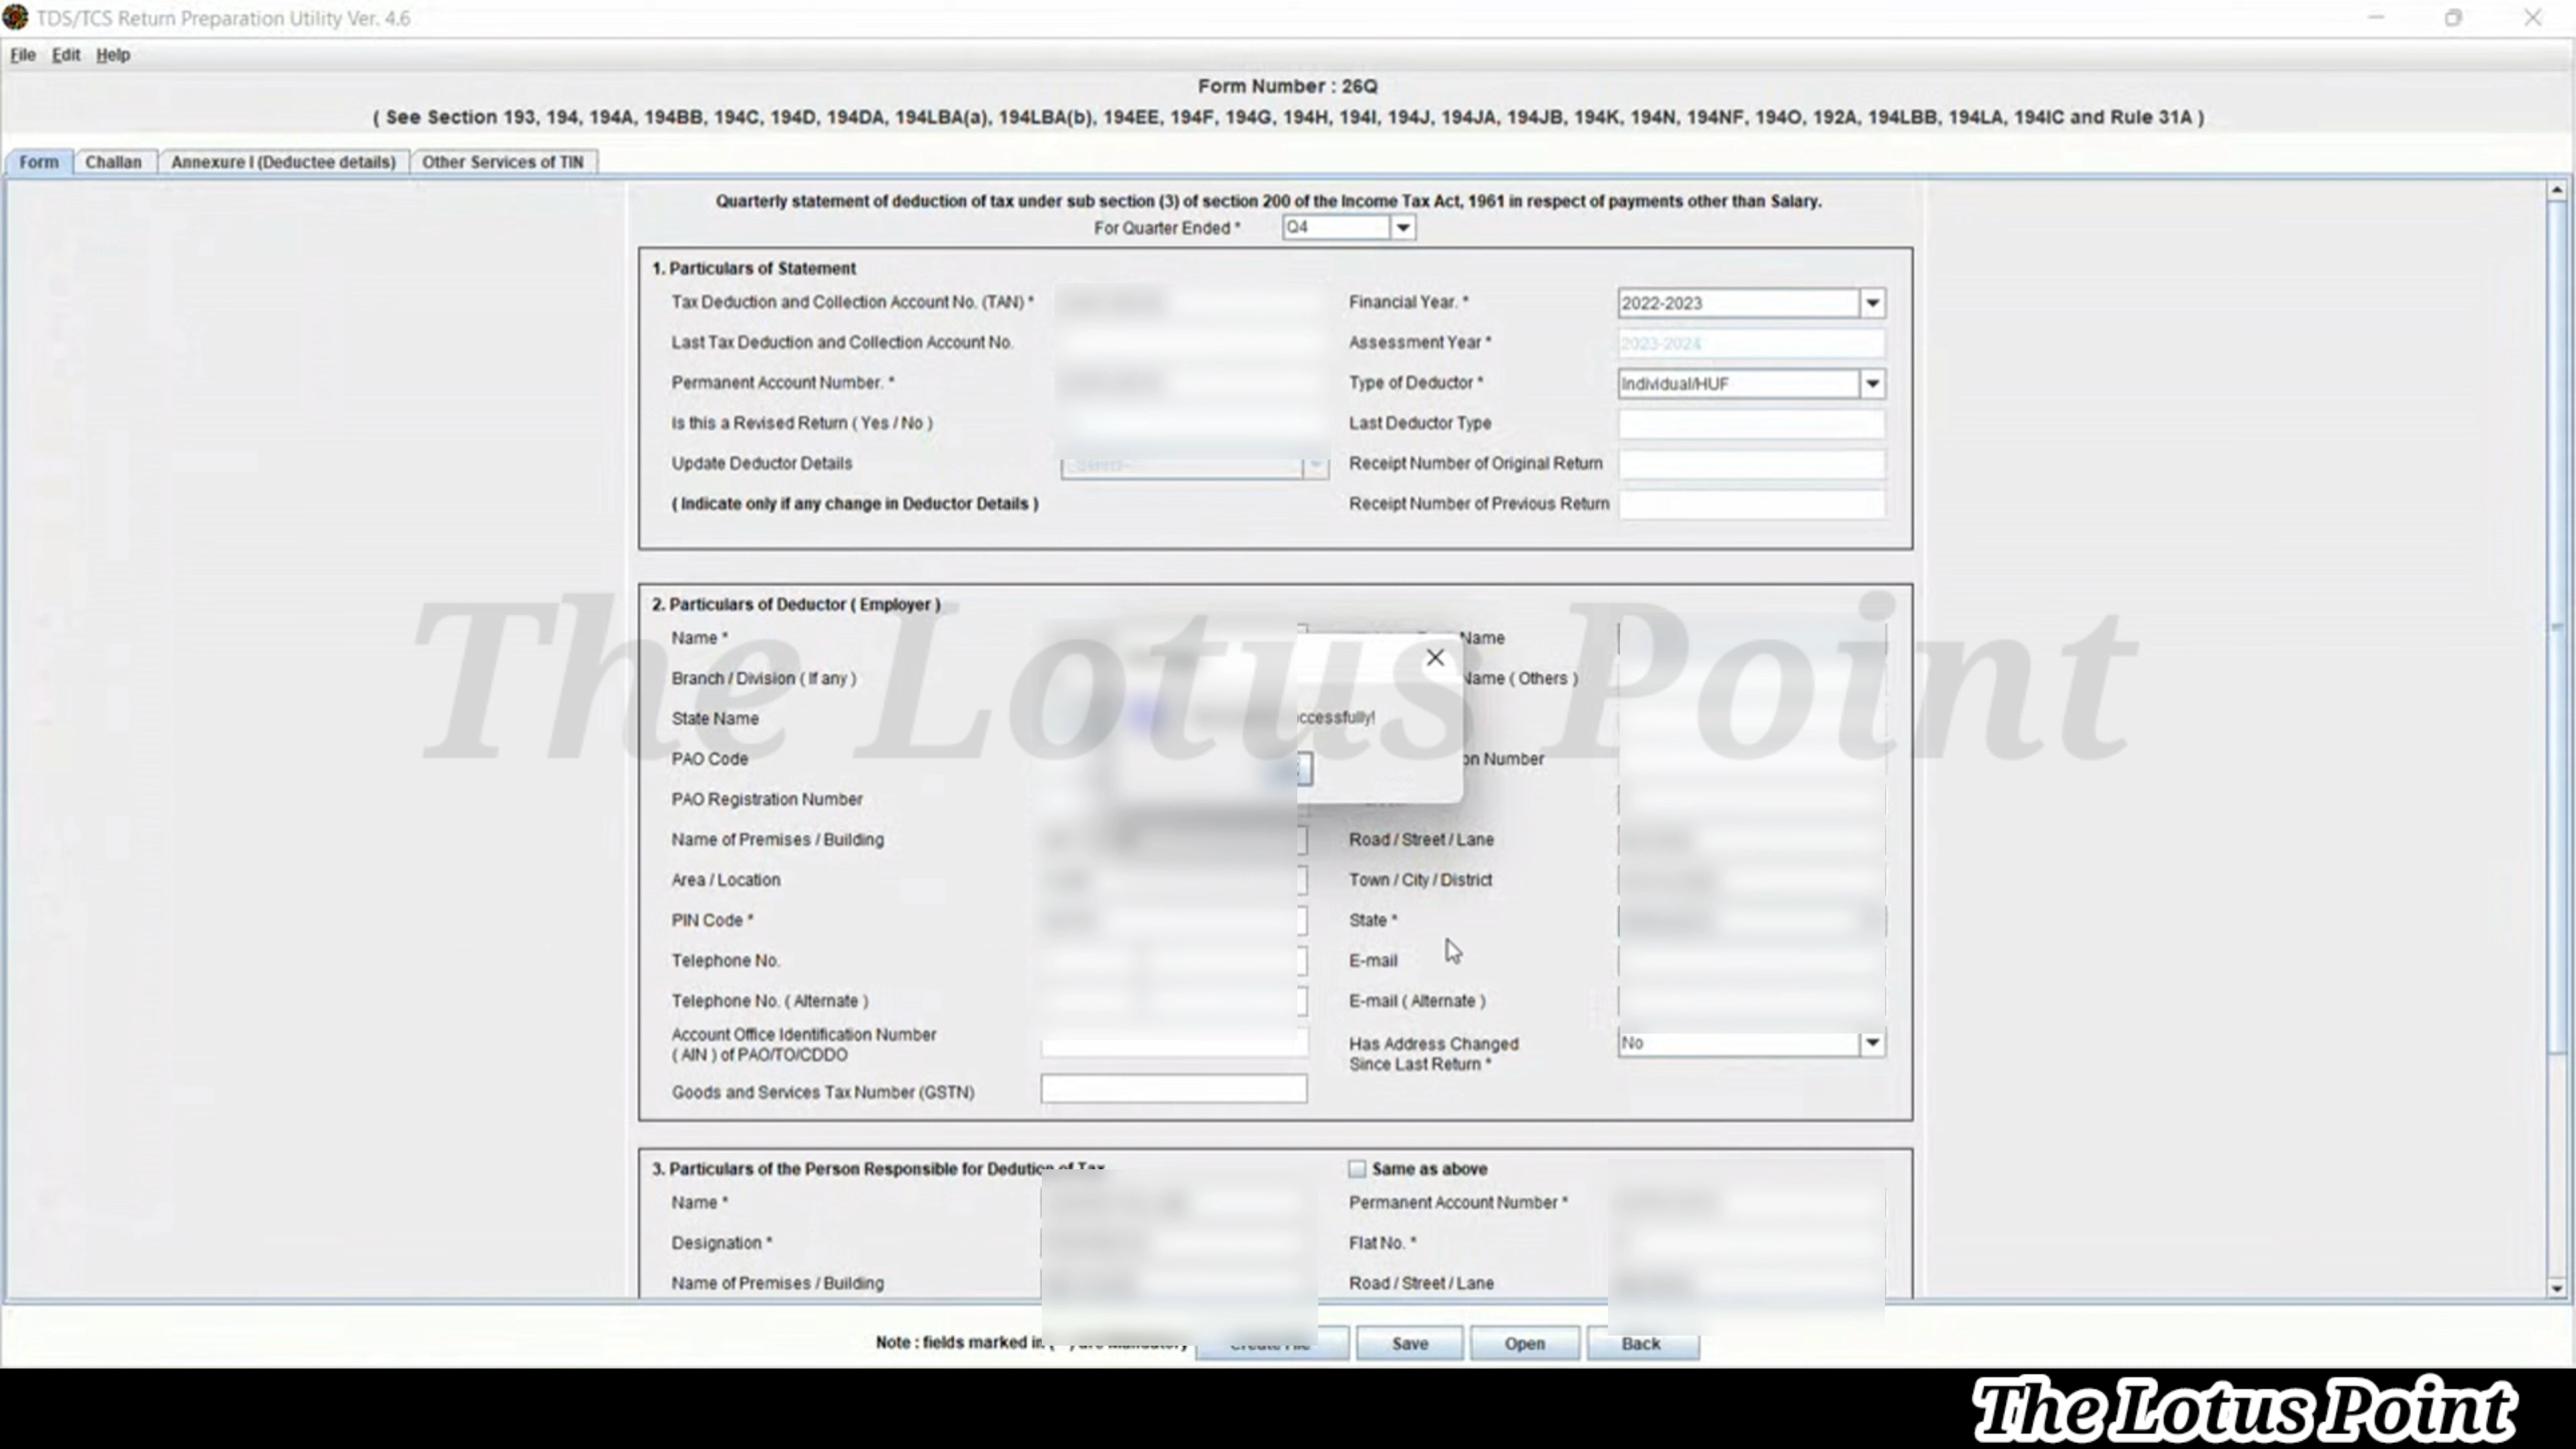 TDS/TCS Return Preparation Utility Ver. 4.6
File Edit Help
Form Number : 26Q
( See Section 193, 194, 194A, 194BB, 194C, 194D, 194DA, 194LBA(a), 194LBA(b), 194EE, 194F, 194G, 194H, 194I, 194J, 194JA, 194JB, 194K, 194N, 194NF, 194O, 192A, 194LBB, 194LA, 194IC and Rule 31A )
Form Challan Annexure I (Deductee details) Other Services of TIN
Quarterly statement of deduction of tax under sub section (3) of section 200 of the Income Tax Act, 1961 in respect of payments other than Salary.
For Quarter Ended * Q4
1. Particulars of Statement
Tax Deduction and Collection Account No. (TAN) * Financial Year. * 2022-2023
Last Tax Deduction and Collection Account No. Assessment Year * 2023-2024
Permanent Account Number. * Type of Deductor * Individual/HUF
Is this a Revised Return ( Yes / No ) Last Deductor Type
Update Deductor Details Receipt Number of Original Return
( Indicate only if any change in Deductor Details ) Receipt Number of Previous Return
2. Particulars of Deductor ( Employer )
Name * Name
Branch / Division ( If any ) Name ( Others )
The Lotus Point
State Name ccessfully!
PAO Code on Number
PAO Registration Number
Name of Premises / Building Road / Street / Lane
Area / Location Town / City / District
PIN Code * State *
Telephone No. E-mail
Telephone No. ( Alternate ) E-mail ( Alternate )
Account Office Identification Number
( AIN ) of PAO/TO/CDDO
Has Address Changed
Since Last Return * No
Goods and Services Tax Number (GSTN)
3. Particulars of the Person Responsible for Dedution of Tax Same as above
Name * Permanent Account Number *
Designation * Flat No. *
Name of Premises / Building Road / Street / Lane
Note : fields marked in are Mandatory Create File Save Open Back
The Lotus Point